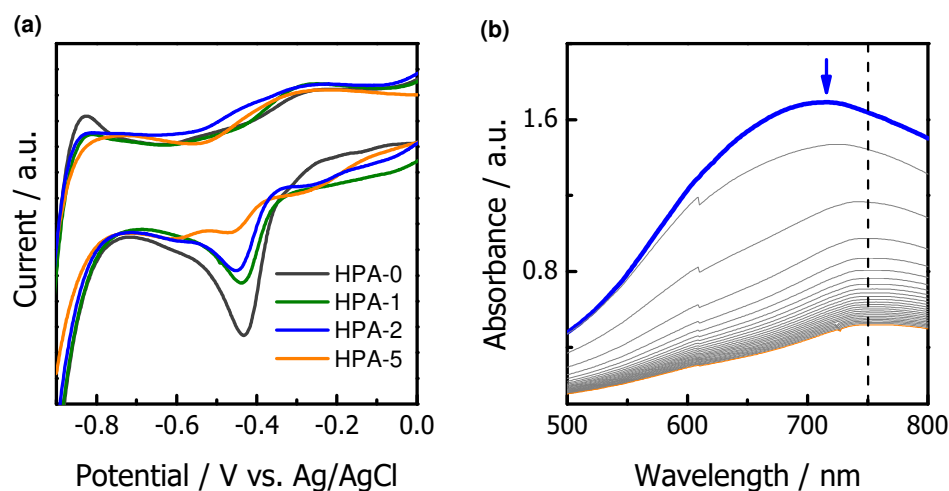 (a)
Current / a.u.
HPA-0
HPA-1
HPA-2
HPA-5
-0.8 -0.6 -0.4 -0.2 0.0
Potential / V vs. Ag/AgCl
(b)
Absorbance / a.u.
1.6
0.8
500 600 700 800
Wavelength / nm